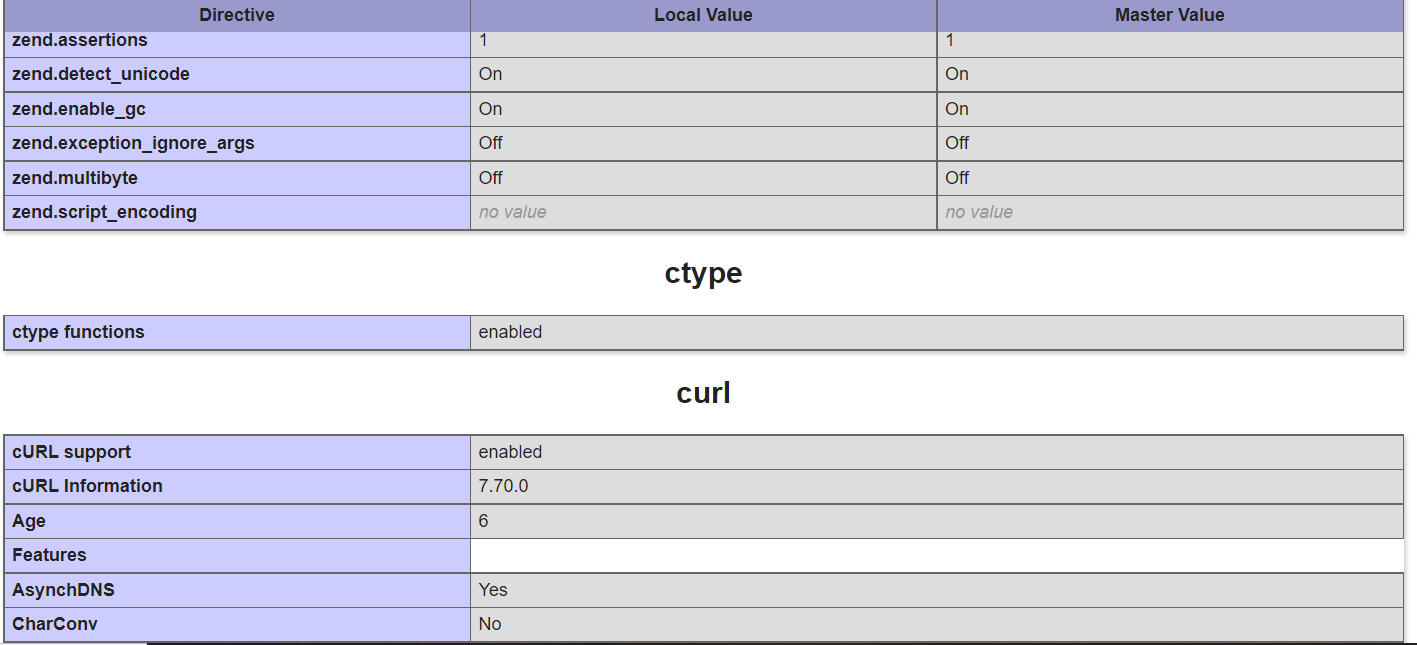 Directive Local Value Master Value
zend.assertions 1 1
zend.detect_unicode On On
zend.enable_gc On On
zend.exception_ignore_args Off Off
zend.multibyte Off Off
zend.script_encoding no value no value
ctype
ctype functions enabled
curl
cURL support enabled
cURL Information 7.70.0
Age 6
Features
AsynchDNS Yes
CharConv No